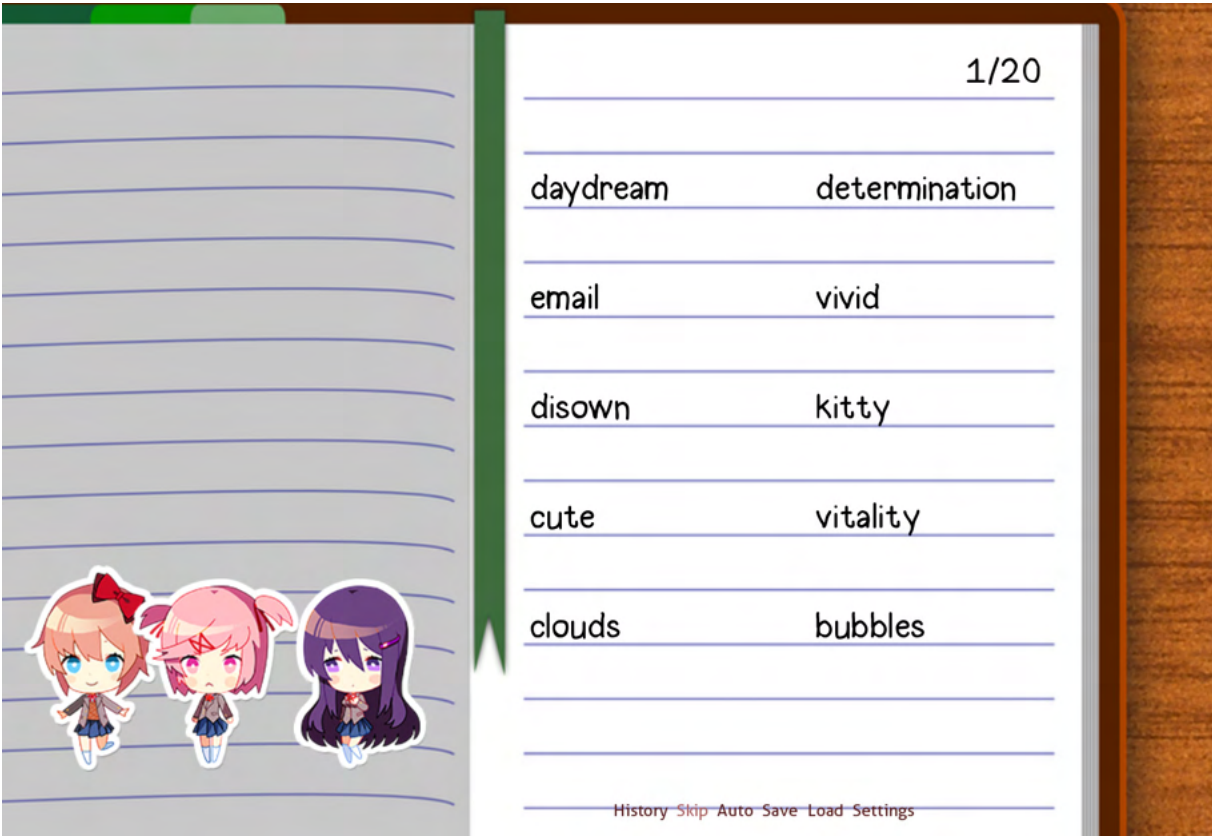 1/20
daydream determination
email vivid
disown kitty
cute vitality
clouds bubbles
History Skip Auto Save Load Settings